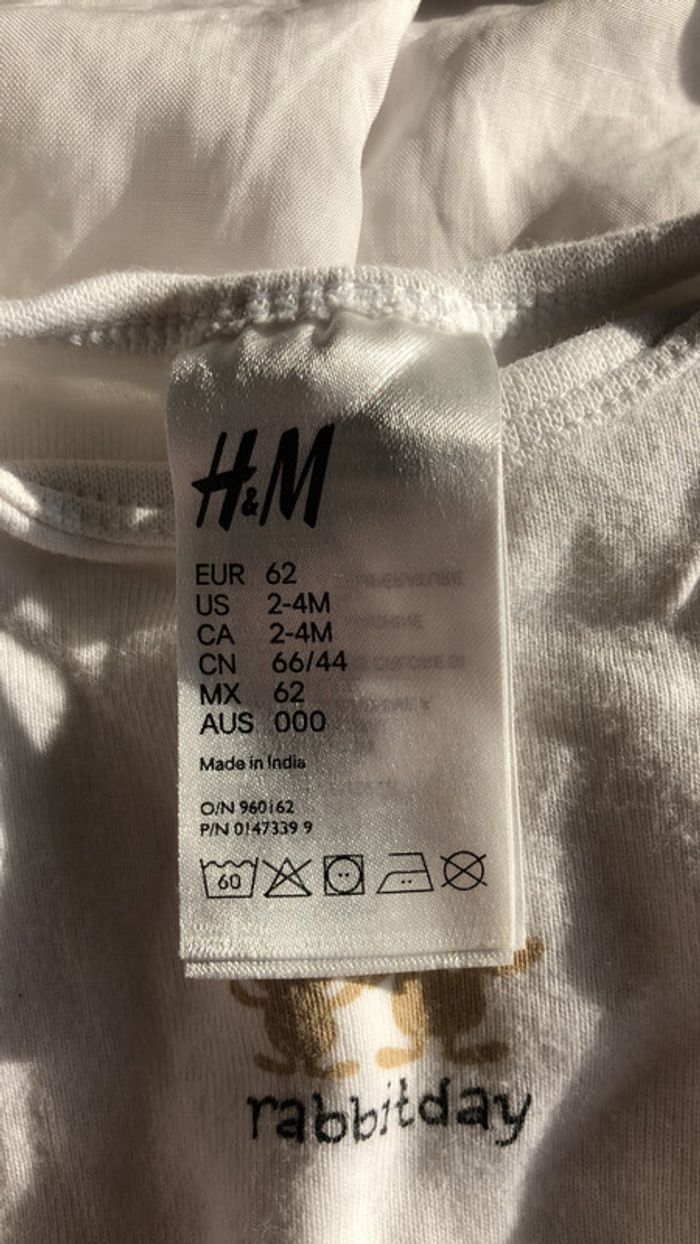 H&M
EUR 62
US 2-4M
CA 2-4M
CN 66/44
MX 62
AUS 000
Made in India
O/N 960162
P/N 0147339 9
60
rabbitday